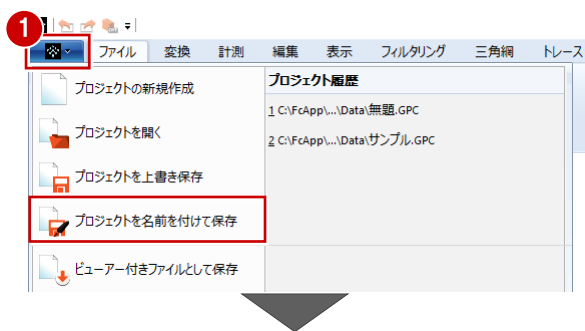 1
ファイル 変換 計測 編集 表示 フィルタリング 三角網 トレース
プロジェクトの新規作成
プロジェクトを開く
プロジェクトを上書き保存
プロジェクトを名前を付けて保存
ビューアー付きファイルとして保存
プロジェクト履歴
1 C:\FcApp\...\Data\無題.GPC
2 C:\FcApp\...\Data\サンプル.GPC